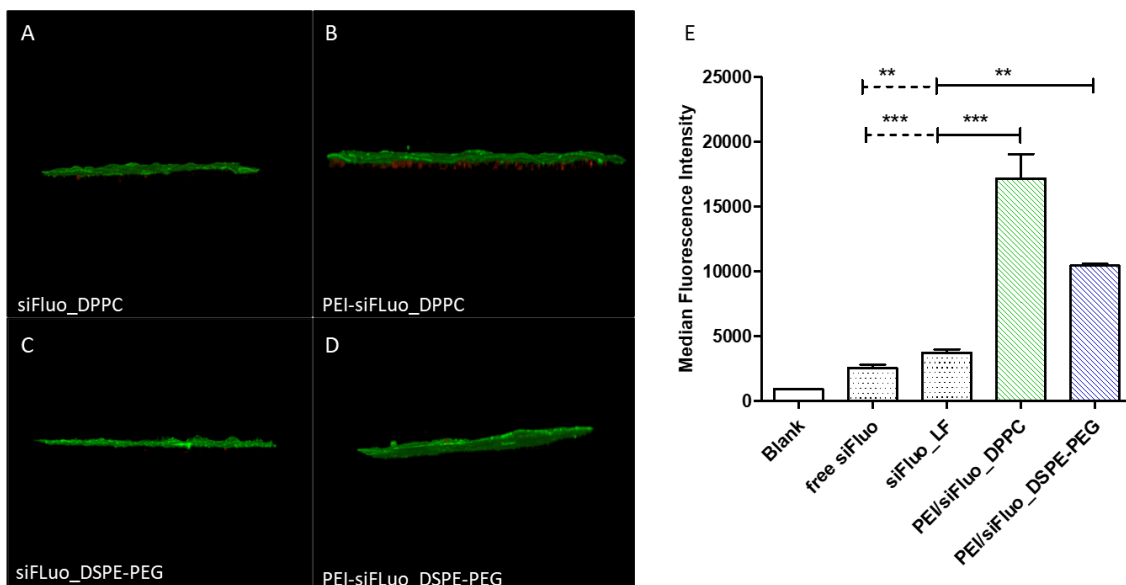 A
siFluo_DPPC
B
PEI-siFLuo_DPPC
C
siFLuo_DSPE-PEG
D
PEI-siFLuo_DSPE-PEG
E
Median Fluorescence Intensity
25000
20000
15000
10000
5000
0
** **
*** ***
Blank
free siFluo
siFluo_LF
PEI/siFluo_DPPC
PEI/siFluo_DSPE-PEG